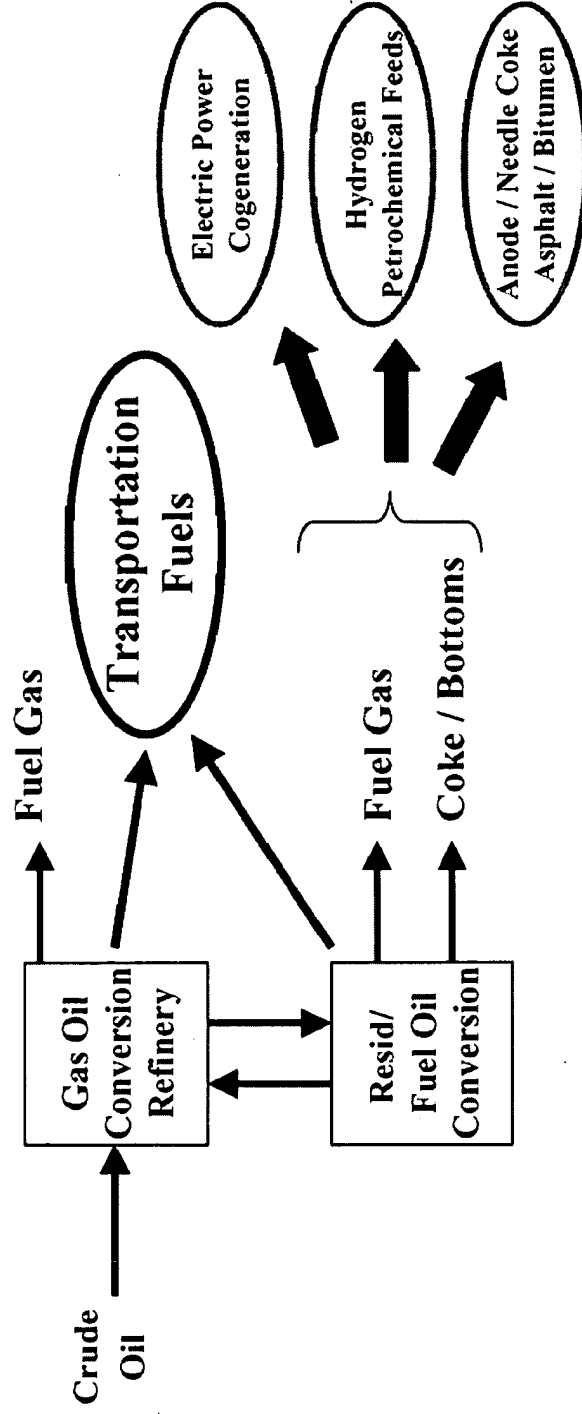 Crude
Oil
Gas Oil
Conversion
Refinery
Fuel Gas
Transportation
Fuels
Resid/
Fuel Oil
Conversion
Fuel Gas
Coke / Bottoms
Electric Power
Cogeneration
Hydrogen
Petrochemical Feeds
Anode / Needle Coke
Asphalt / Bitumen